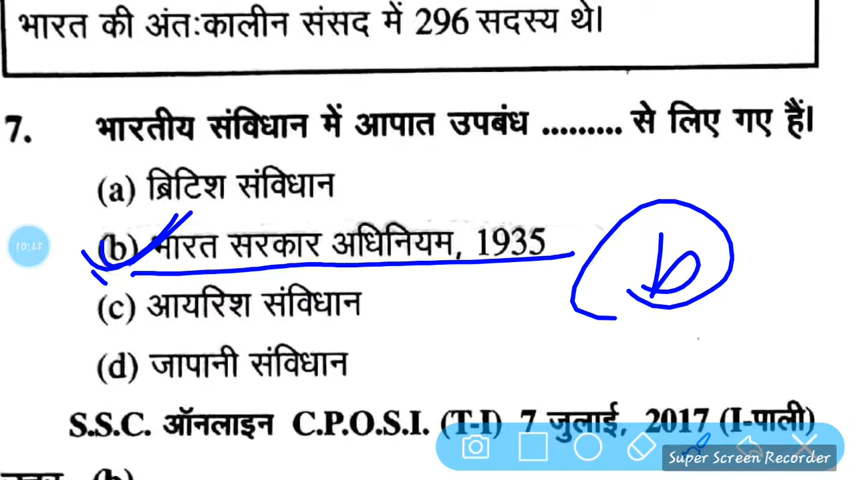 भारत की अंतःकालीन संसद में 296 सदस्य थे।
7. भारतीय संविधान में आपात उपबंध ......... से लिए गए हैं।
(a) ब्रिटिश संविधान
(b) भारत सरकार अधिनियम, 1935
b
(c) आयरिश संविधान
(d) जापानी संविधान
S.S.C. ऑनलाइन C.P.O.S.I. (T-I) 7 जुलाई, 2017 (I-पाली)
Super Screen Recorder
(b)